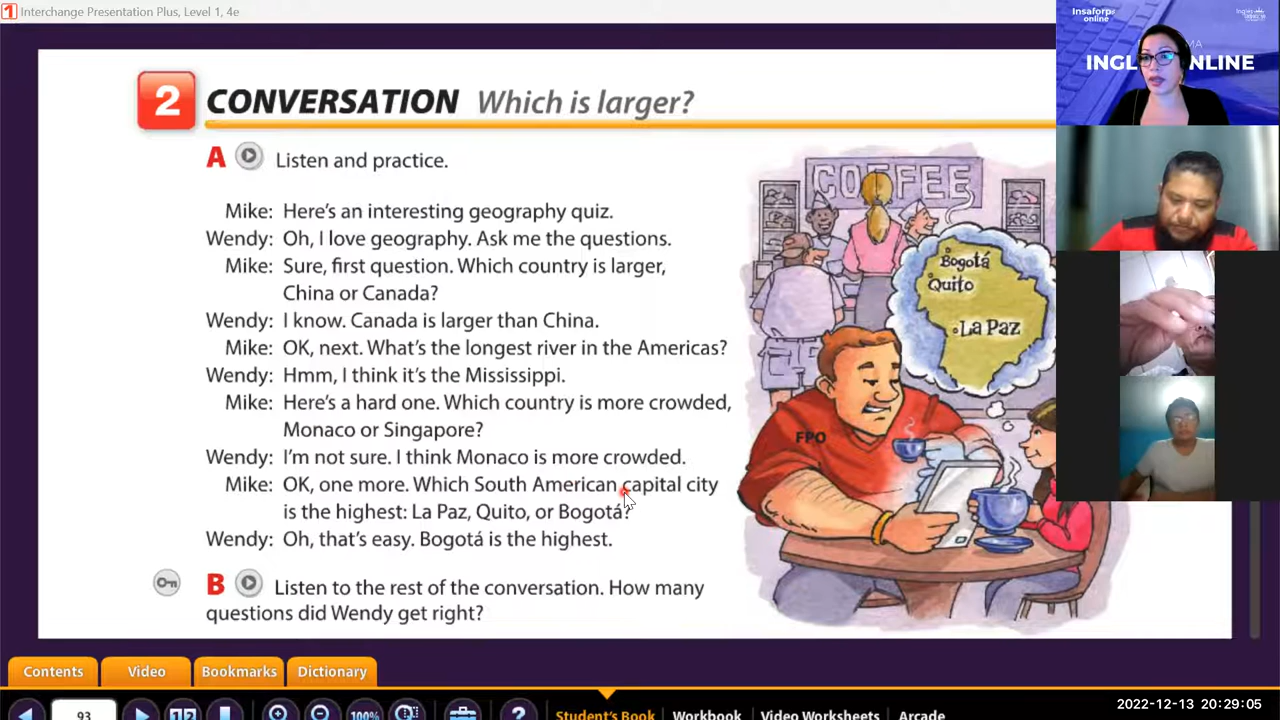 Interchange Presentation Plus, Level 1, 4e
Insaforp
online
INGL NLINE
2 CONVERSATION Which is larger?
A Listen and practice.
Mike: Here's an interesting geography quiz.
Wendy: Oh, I love geography. Ask me the questions.
Mike: Sure, first question. Which country is larger,
China or Canada?
Wendy: I know. Canada is larger than China.
Mike: OK, next. What's the longest river in the Americas?
Wendy: Hmm, I think it's the Mississippi.
Mike: Here's a hard one. Which country is more crowded,
Monaco or Singapore?
Wendy: I'm not sure. I think Monaco is more crowded.
Mike: OK, one more. Which South American capital city
is the highest: La Paz, Quito, or Bogotá?
Wendy: Oh, that's easy. Bogotá is the highest.
B Listen to the rest of the conversation. How many
questions did Wendy get right?
COFFEE
Bogotá
Quito
La Paz
FPO
Contents Video Bookmarks Dictionary
93 100% ? Student's Book Workbook Video Worksheets Arcade
2022-12-13 20:29:05